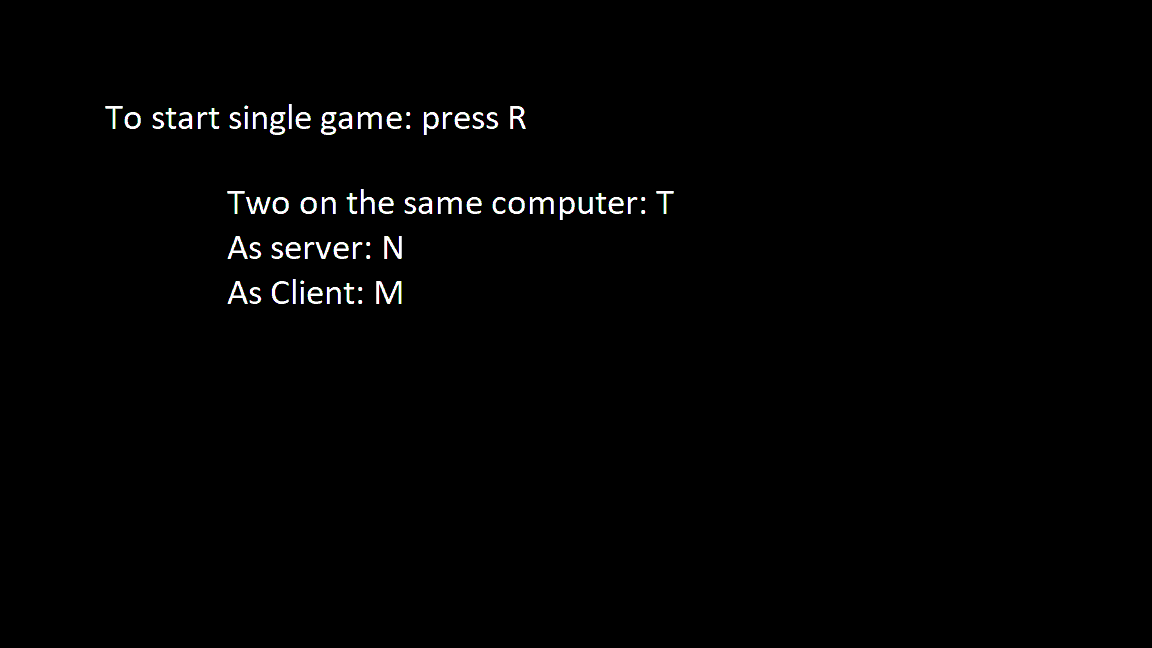 To start single game: press R
Two on the same computer: T
As server: N
As Client: M